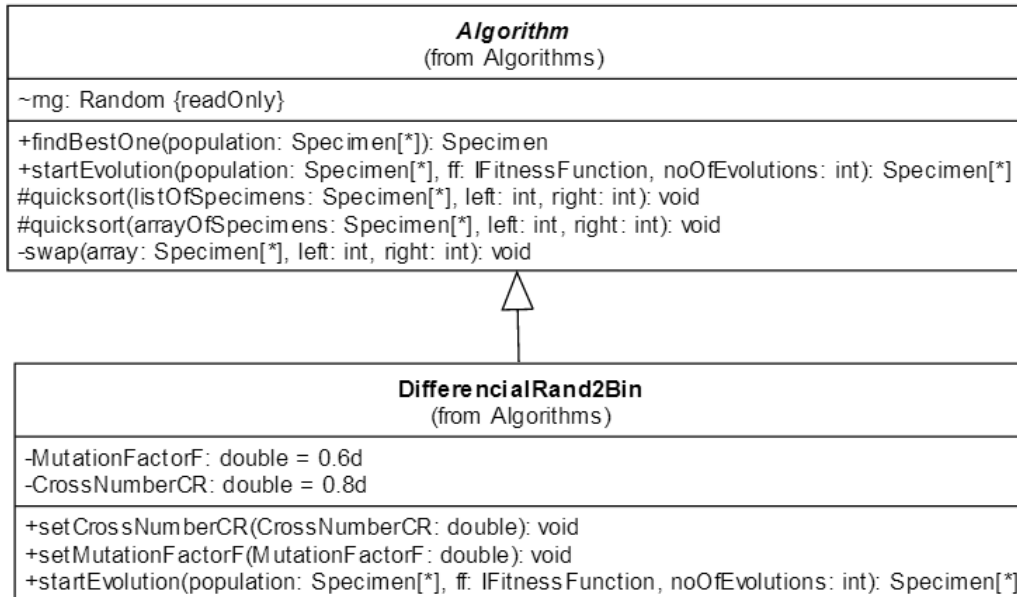 Algorithm
(from Algorithms)
~rng: Random {readOnly}
+findBestOne(population: Specimen[*]): Specimen
+startEvolution(population: Specimen[*], ff: IFitnessFunction, noOfEvolutions: int): Specimen[*]
#quicksort(listOfSpecimens: Specimen[*], left: int, right: int): void
#quicksort(arrayOfSpecimens: Specimen[*], left: int, right: int): void
-swap(array: Specimen[*], left: int, right: int): void
DifferencialRand2Bin
(from Algorithms)
-MutationFactorF: double = 0.6d
-CrossNumberCR: double = 0.8d
+setCrossNumberCR(CrossNumberCR: double): void
+setMutationFactorF(MutationFactorF: double): void
+startEvolution(population: Specimen[*], ff: IFitnessFunction, noOfEvolutions: int): Specimen[*]